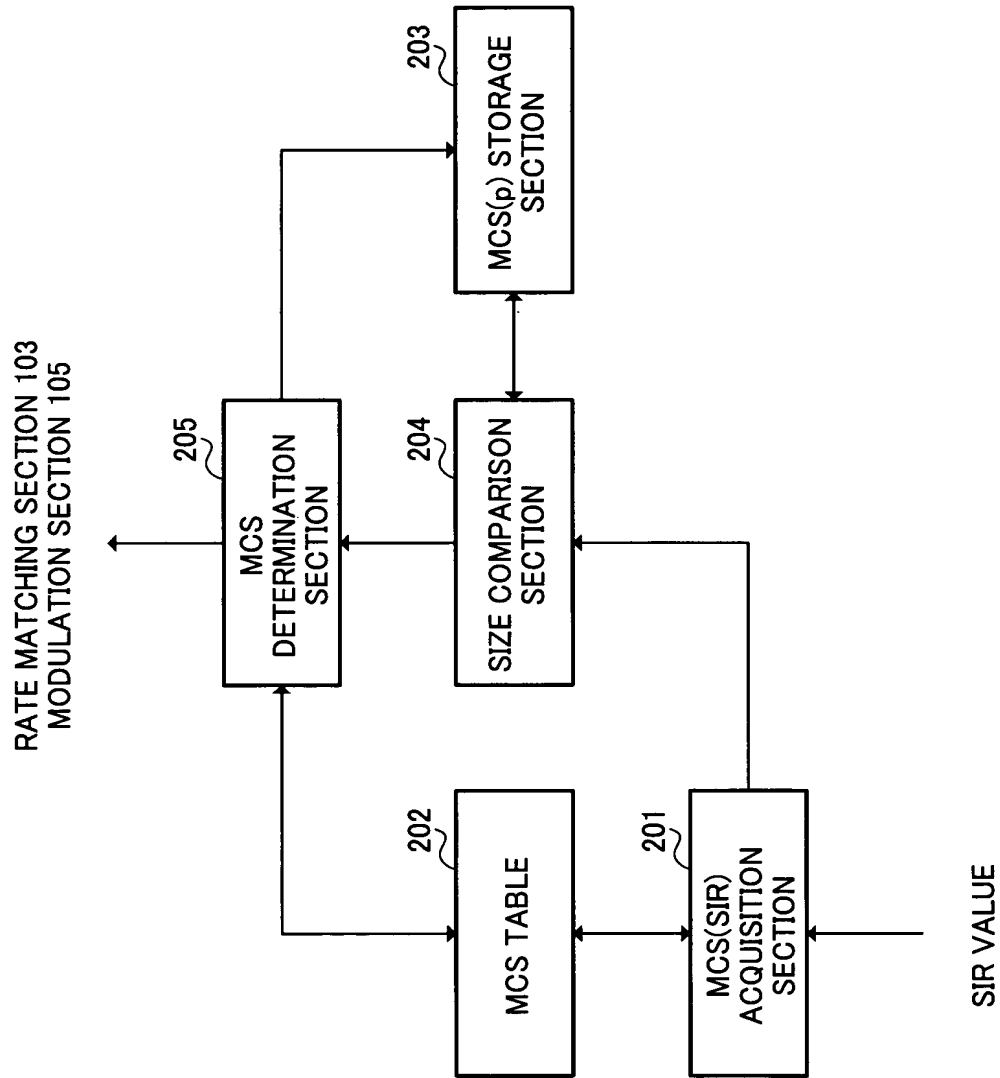 RATE MATCHING SECTION 103
MODULATION SECTION 105
205
MCS
DETERMINATION
SECTION
202
MCS TABLE
204
SIZE COMPARISON
SECTION
203
MCS(p) STORAGE
SECTION
201
MCS(SIR)
ACQUISITION
SECTION
SIR VALUE